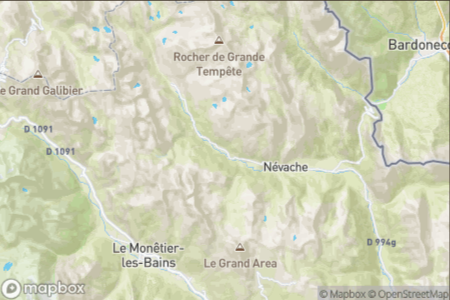 Bardonecc
Rocher de Grande
Tempête
e Grand Galibier
D 1091
D 1091
Névache
Le Monêtier-
les-Bains
Le Grand Area
D 994g
mapbox
© Mapbox © OpenStreetMap